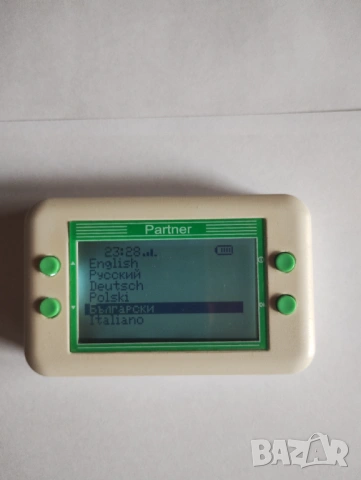 Partner
23:28
English
Русский
Deutsch
Polski
Български
Italiano
BAZAR